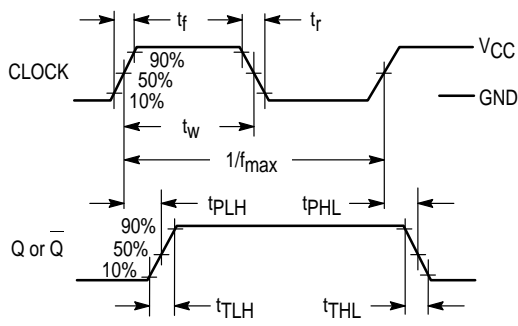 tf
tr
VCC
CLOCK
90%
50%
10%
GND
tw
1/fmax
tPLH
tPHL
90%
Q or Q̅
50%
10%
tTLH
tTHL